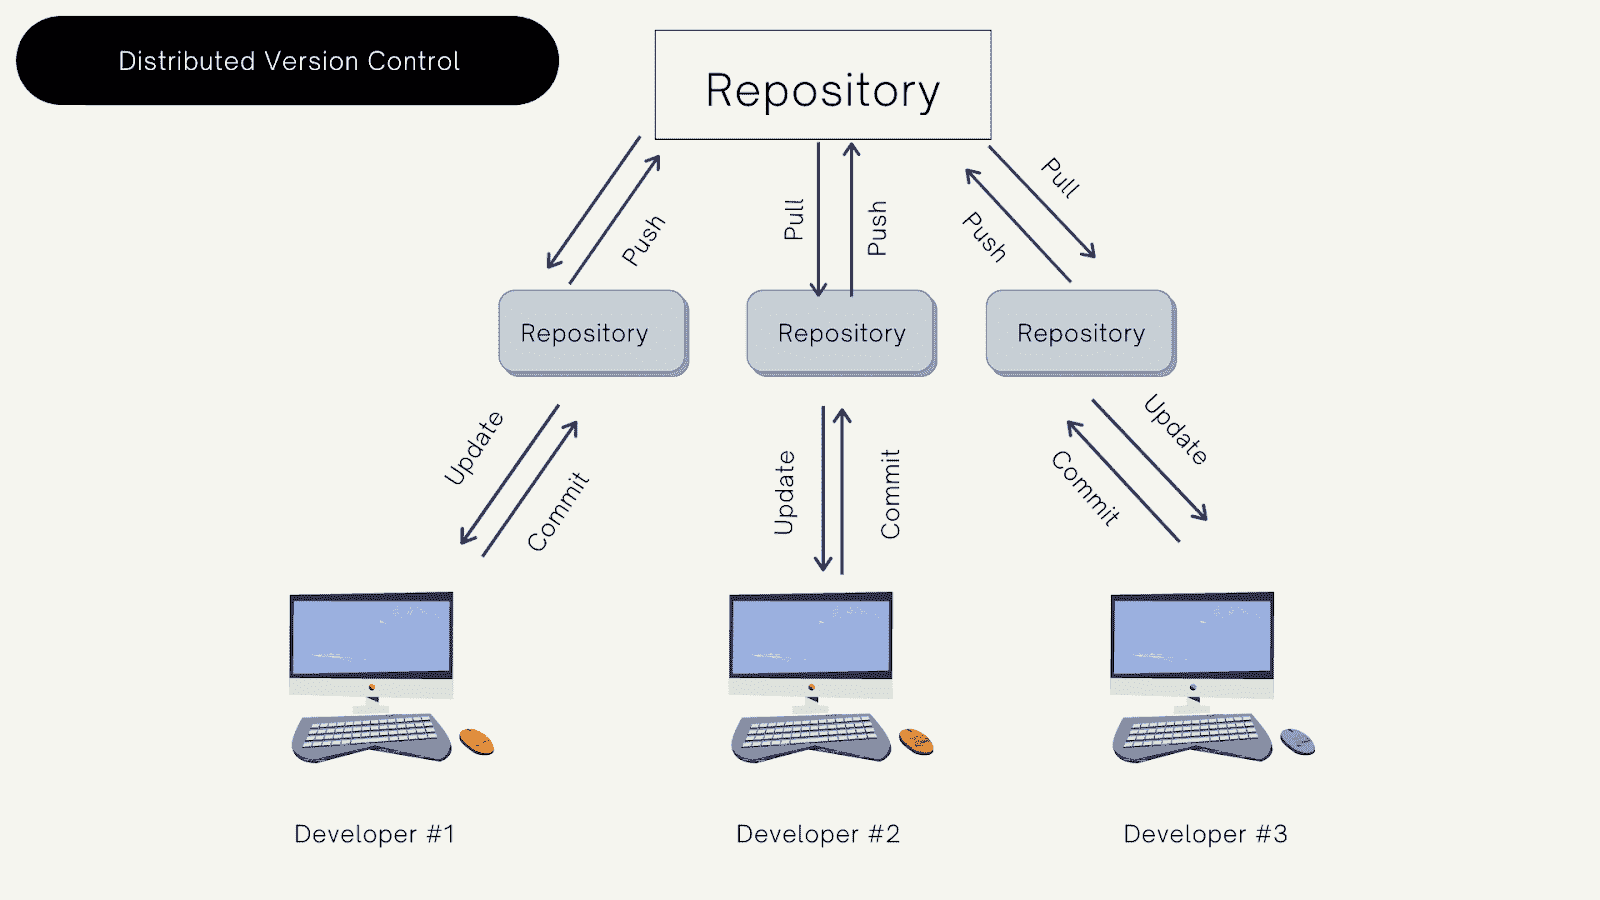 Distributed Version Control
Repository
Push
Pull
Push
Push
Pull
Repository
Repository
Repository
Update
Commit
Update
Commit
Commit
Update
Developer #1
Developer #2
Developer #3